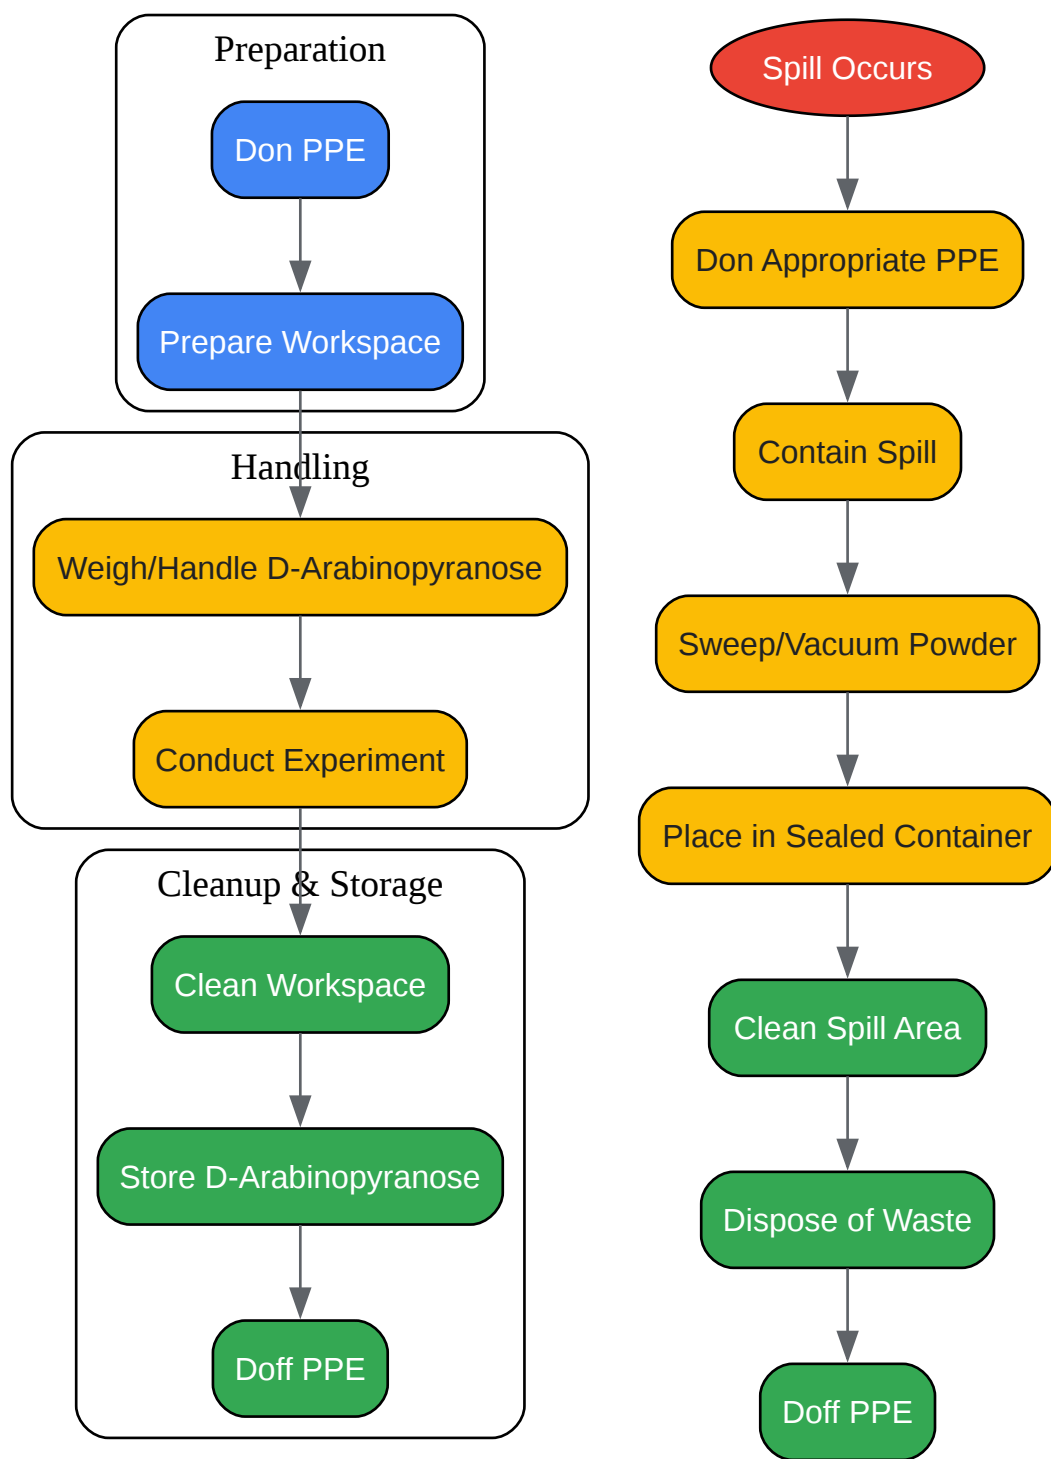 Preparation
Don PPE
Prepare Workspace
Handling
Weigh/Handle D-Arabinopyranose
Conduct Experiment
Cleanup & Storage
Clean Workspace
Store D-Arabinopyranose
Doff PPE
Spill Occurs
Don Appropriate PPE
Contain Spill
Sweep/Vacuum Powder
Place in Sealed Container
Clean Spill Area
Dispose of Waste
Doff PPE